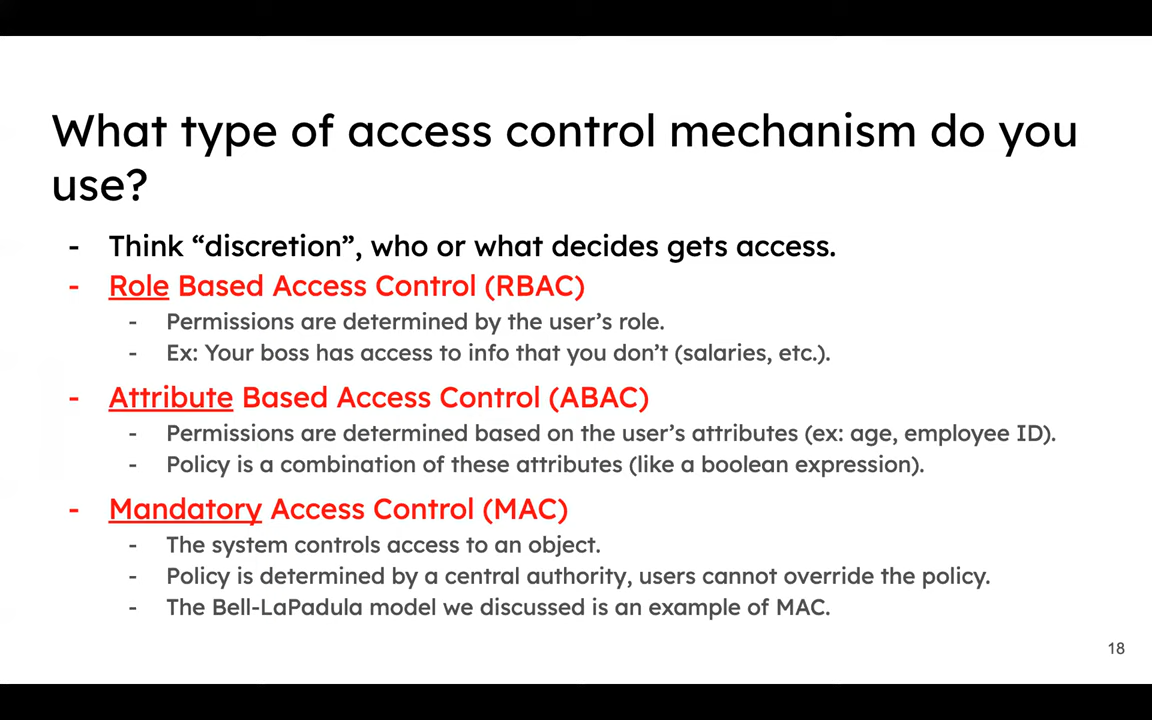 What type of access control mechanism do you
use?
- Think “discretion”, who or what decides gets access.
- Role Based Access Control (RBAC)
- Permissions are determined by the user’s role.
- Ex: Your boss has access to info that you don’t (salaries, etc.).
- Attribute Based Access Control (ABAC)
- Permissions are determined based on the user’s attributes (ex: age, employee ID).
- Policy is a combination of these attributes (like a boolean expression).
- Mandatory Access Control (MAC)
- The system controls access to an object.
- Policy is determined by a central authority, users cannot override the policy.
- The Bell-LaPadula model we discussed is an example of MAC.
18